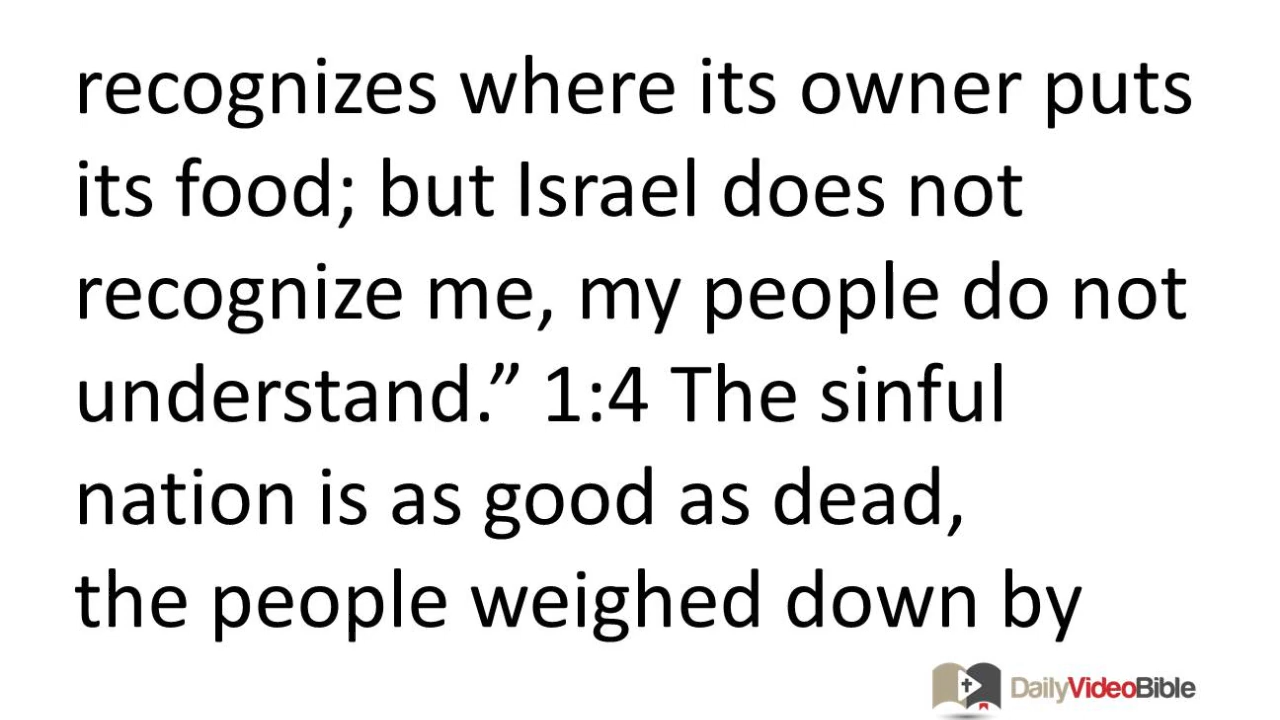 recognizes where its owner puts
its food; but Israel does not
recognize me, my people do not
understand.” 1:4 The sinful
nation is as good as dead,
the people weighed down by
DailyVideoBible